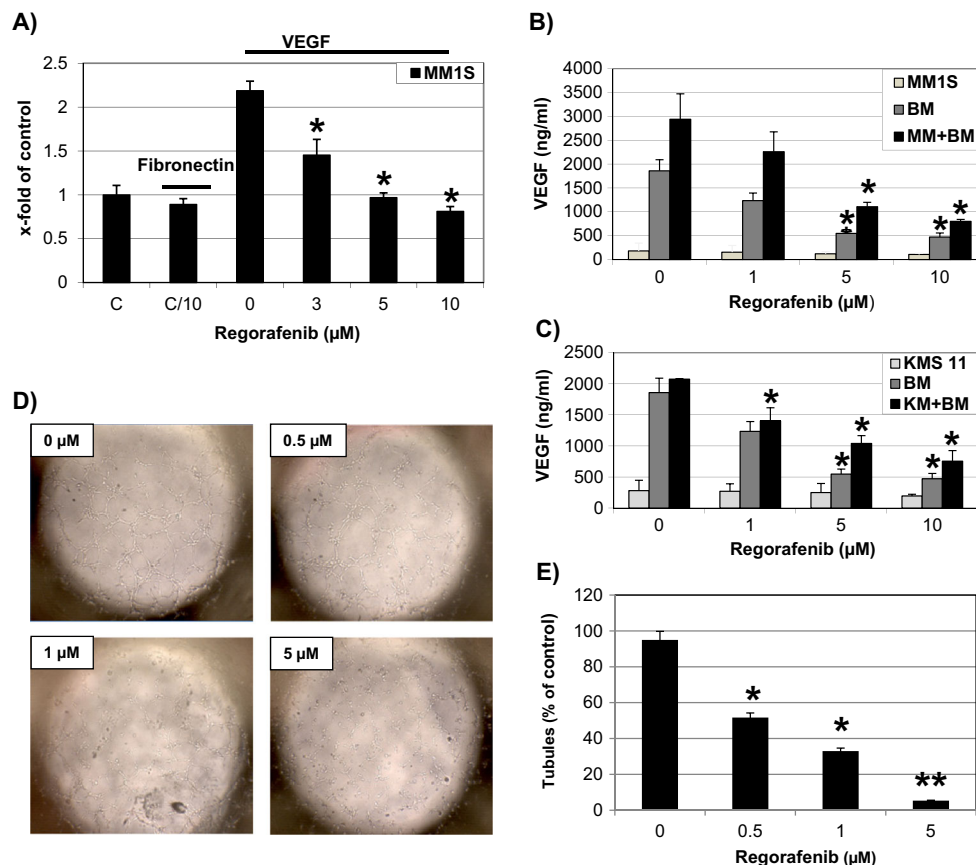 A)
VEGF
MM1S
Fibronectin
x-fold of control
2.5
2
1.5
1
0.5
0
*
*
*
C
C/10
0
3
5
10
Regorafenib (µM)
B)
MM1S
BM
MM+BM
VEGF (ng/ml)
4000
3500
3000
2500
2000
1500
1000
500
0
*
*
*
*
0
1
5
10
Regorafenib (µM)
C)
KMS 11
BM
KM+BM
VEGF (ng/ml)
2500
2000
1500
1000
500
0
*
*
*
*
*
0
1
5
10
Regorafenib (µM)
D)
0 µM
0.5 µM
1 µM
5 µM
E)
Tubules (% of control)
120
100
80
60
40
20
0
*
*
**
0
0.5
1
5
Regorafenib (µM)